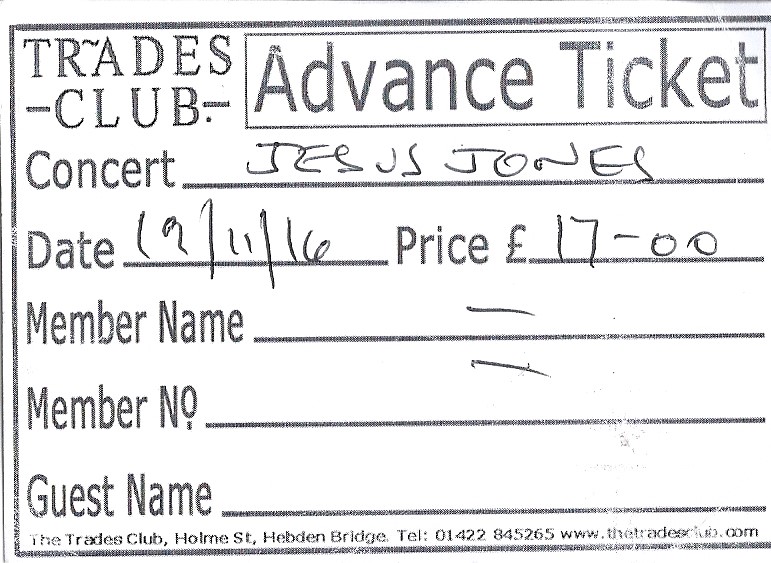 TRADES
-CLUB-
Advance Ticket
Concert JESUS JONES
Date 19/11/16 Price £ 17-00
Member Name —
Member Nº —
Guest Name
The Trades Club, Holme St, Hebden Bridge. Tel: 01422 845265 www.thetradesclub.com